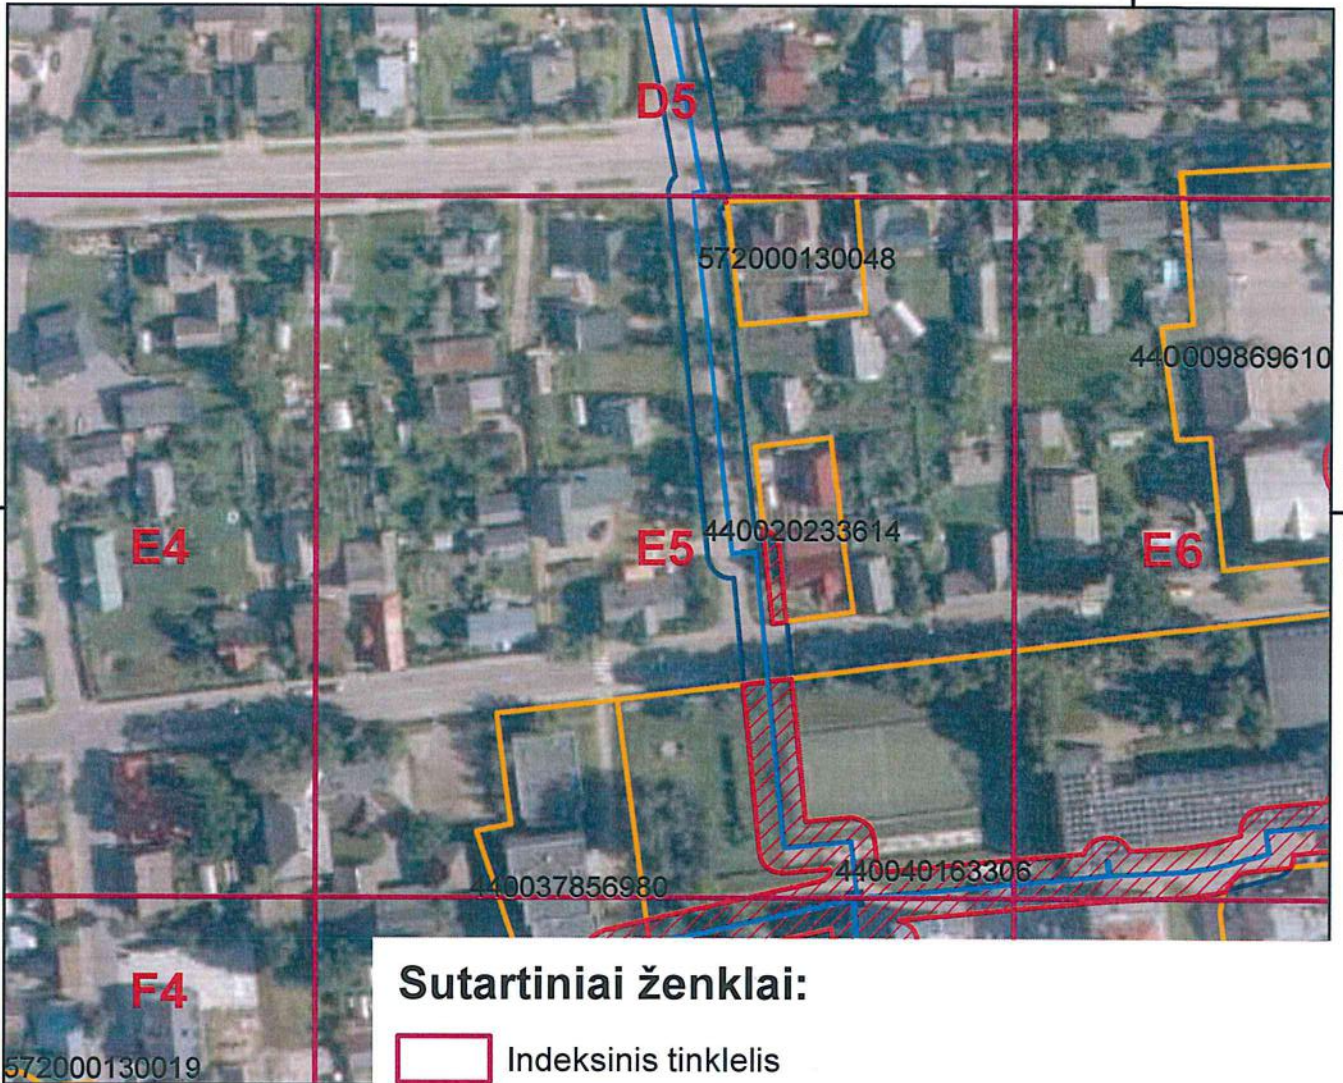 D5
572000130048
440009869610
440020233614
E4
E5
E6
440040163306
440037856980
F4
572000130019
Sutartiniai ženklai:
Indeksinis tinklelis